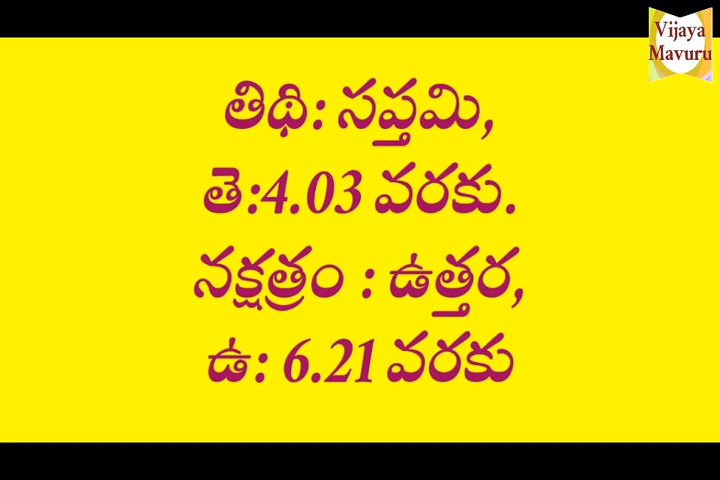 Vijaya
Mavuru
తిథి: సప్తమి,
తె:4.03 వరకు.
నక్షత్రం : ఉత్తర,
ఉ: 6.21 వరకు